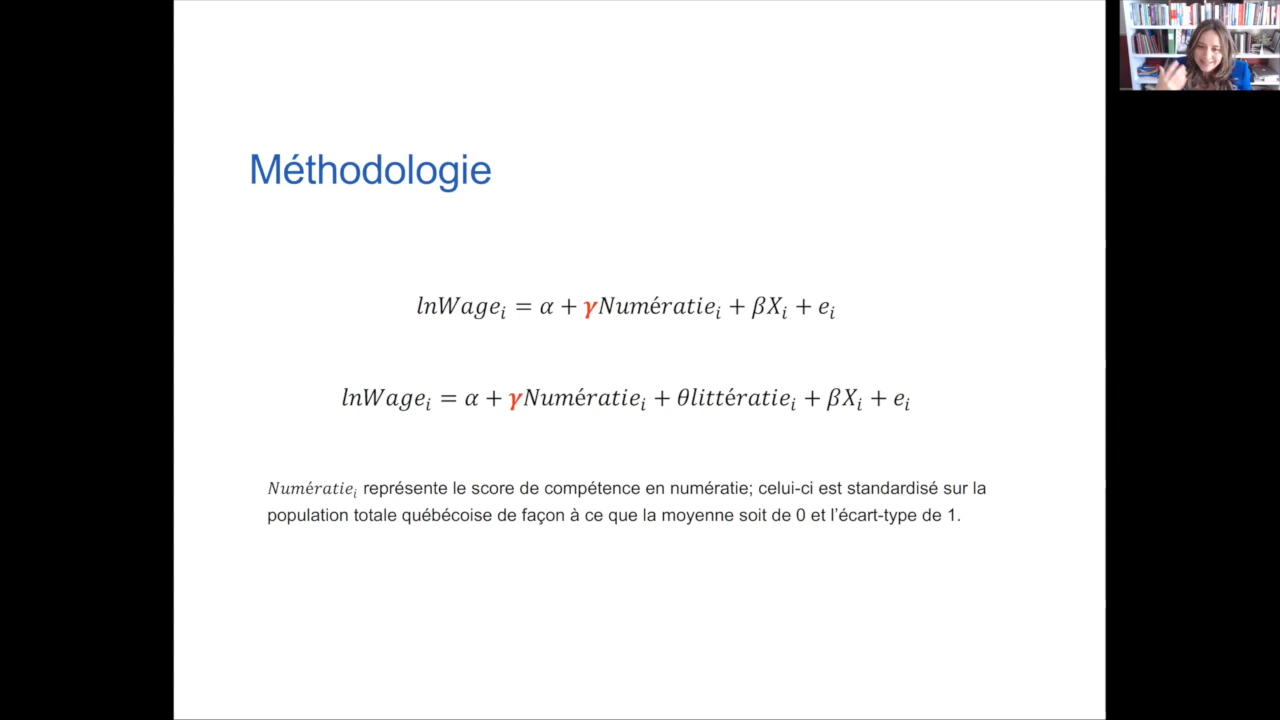 Méthodologie
lnWage_i = α + γNumératie_i + βX_i + e_i
lnWage_i = α + γNumératie_i + θlittératie_i + βX_i + e_i
Numératie_i représente le score de compétence en numératie; celui-ci est standardisé sur la
population totale québécoise de façon à ce que la moyenne soit de 0 et l'écart-type de 1.